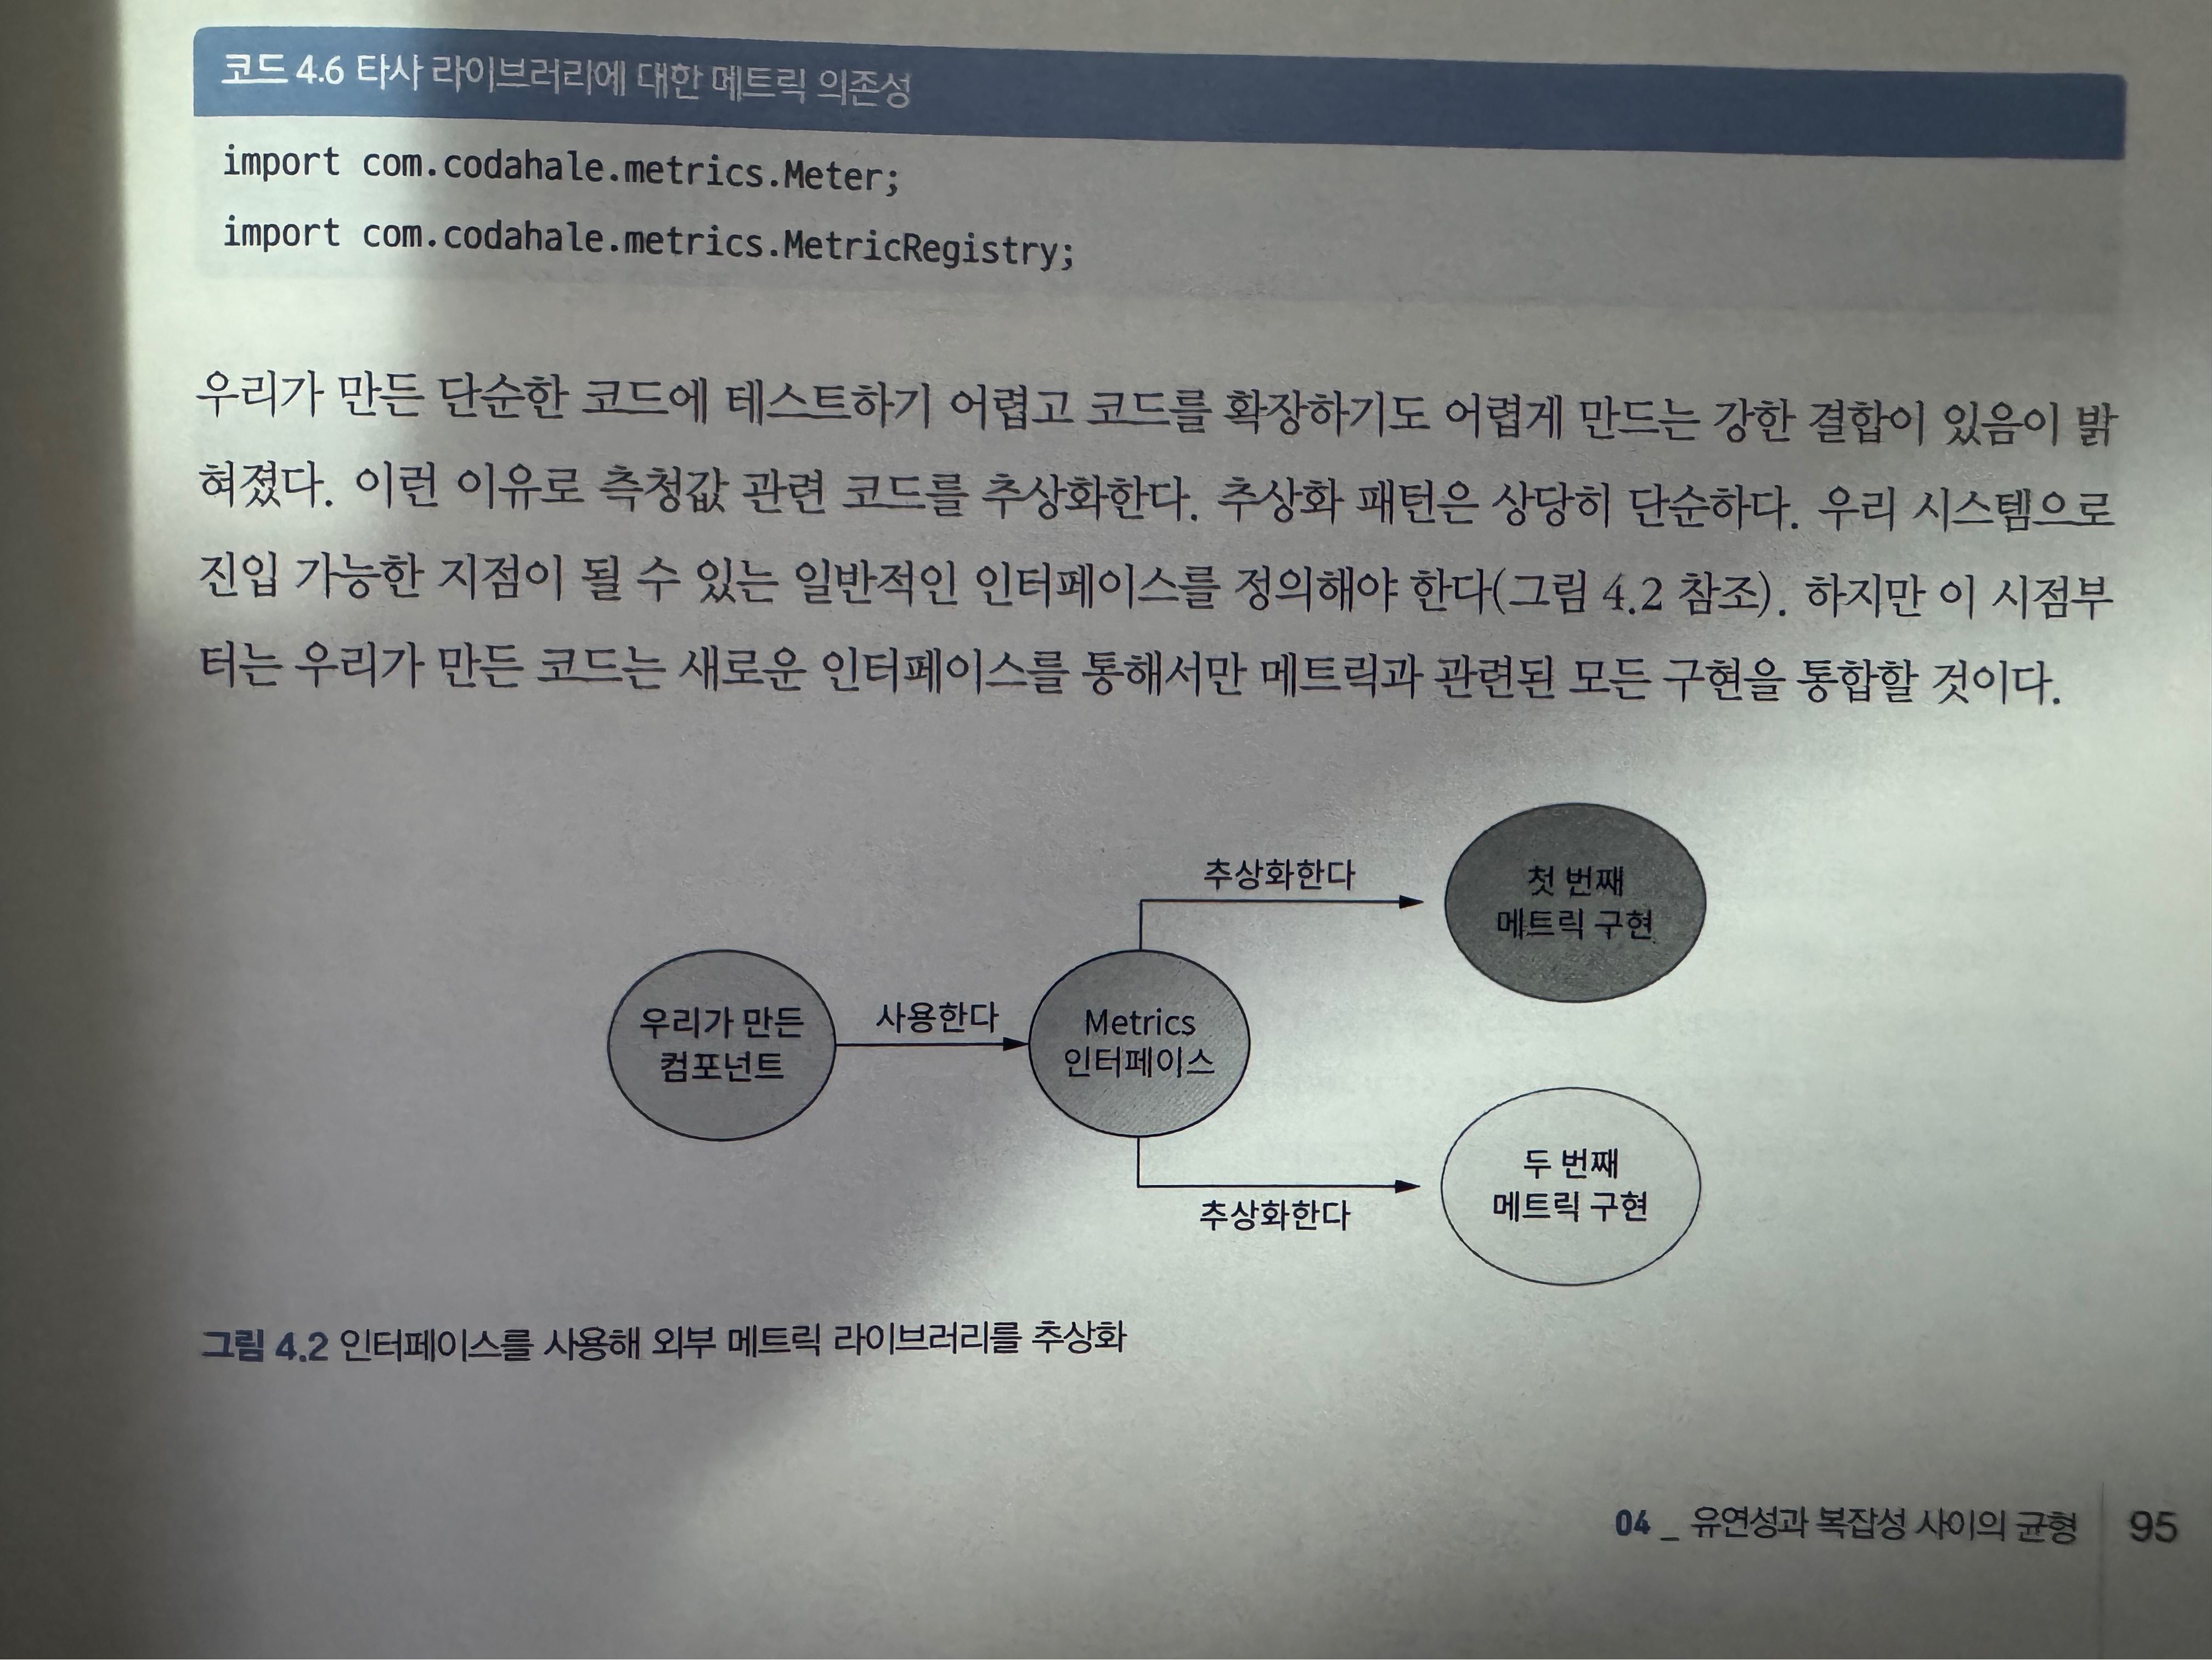 코드 4.6 타사 라이브러리에 대한 메트릭 의존성
import com.codahale.metrics.Meter;
import com.codahale.metrics.MetricRegistry;
우리가 만든 단순한 코드에 테스트하기 어렵고 코드를 확장하기도 어렵게 만드는 강한 결합이 있음이 밝
혀졌다. 이런 이유로 측정값 관련 코드를 추상화한다. 추상화 패턴은 상당히 단순하다. 우리 시스템으로
진입 가능한 지점이 될 수 있는 일반적인 인터페이스를 정의해야 한다(그림 4.2 참조). 하지만 이 시점부
터는 우리가 만든 코드는 새로운 인터페이스를 통해서만 메트릭과 관련된 모든 구현을 통합할 것이다.
추상화한다
첫 번째
메트릭 구현
우리가 만든
컴포넌트
사용한다
Metrics
인터페이스
두 번째
메트릭 구현
추상화한다
그림 4.2 인터페이스를 사용해 외부 메트릭 라이브러리를 추상화
04 _ 유연성과 복잡성 사이의 균형 95